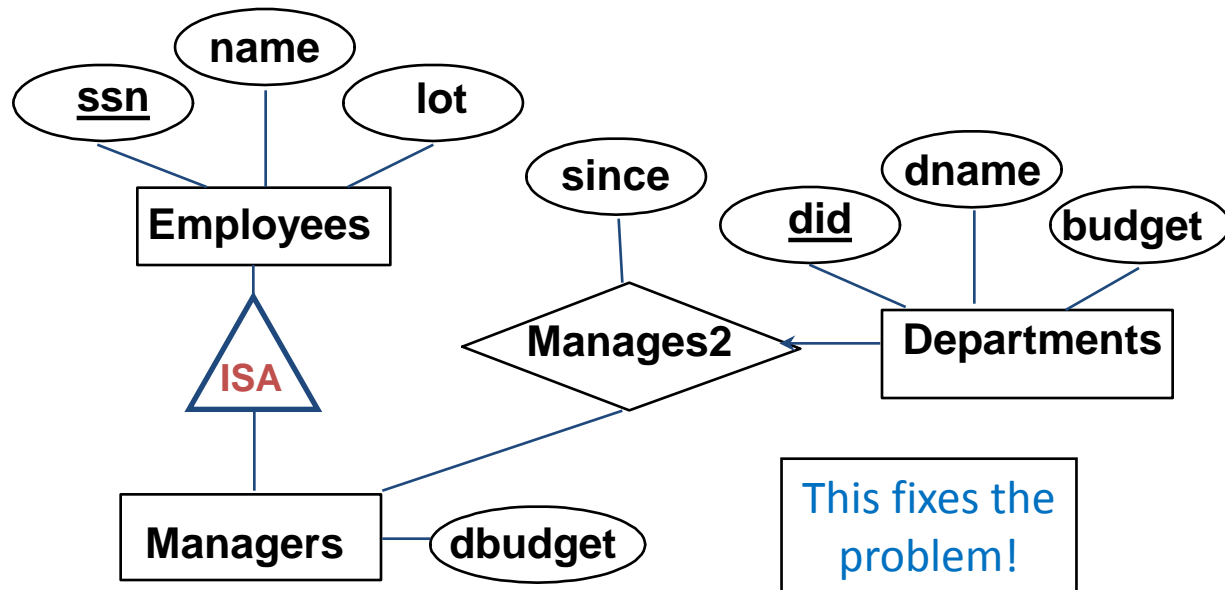 name
ssn
lot
since
dname
did
budget
Employees
Manages2
Departments
ISA
This fixes the
problem!
Managers
dbudget